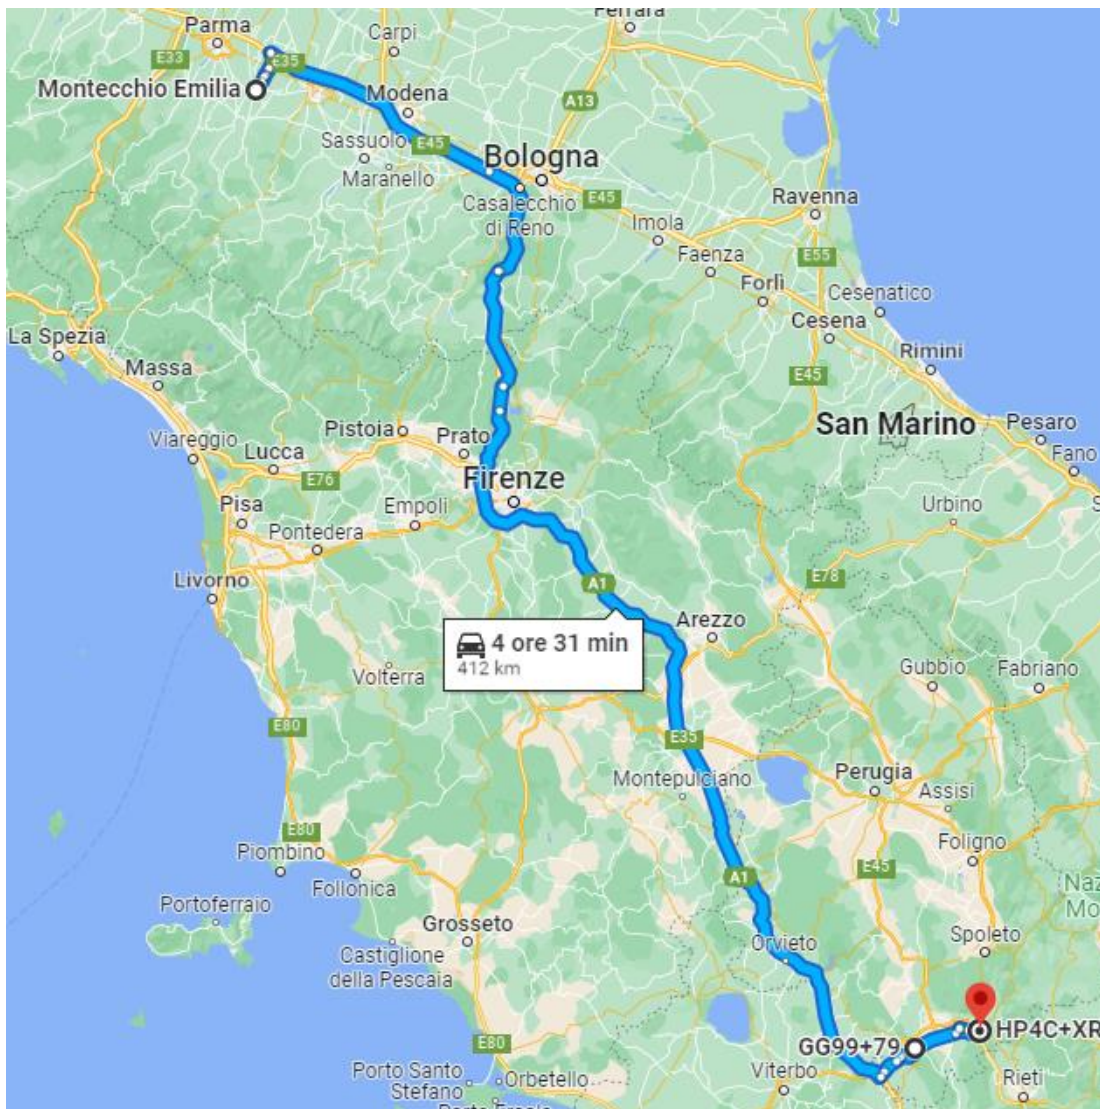 Ferrara
Parma
Carpi
E33
E35
Montecchio Emilia
Modena
A13
Sassuolo
E45
Maranello
Bologna
Casalecchio
di Reno
E45
Ravenna
Imola
Faenza
E55
Forlì
Cesenatico
Cesena
La Spezia
Massa
Rimini
E45
San Marino
Pesaro
Pistoia
Prato
Viareggio
Lucca
Fano
E76
Firenze
Pisa
Empoli
Urbino
S
Pontedera
Livorno
A1
E78
Arezzo
4 ore 31 min
412 km
Volterra
Gubbio
Fabriano
E80
E35
Montepulciano
Perugia
Assisi
E80
Piombino
Follonica
Foligno
E45
A1
Naz
Mo
Portoferraio
Grosseto
Castiglione
della Pescaia
Orvieto
Spoleto
E80
GG99+79
HP4C+XR
Porto Santo
Stefano
Orbetello
Viterbo
Rieti